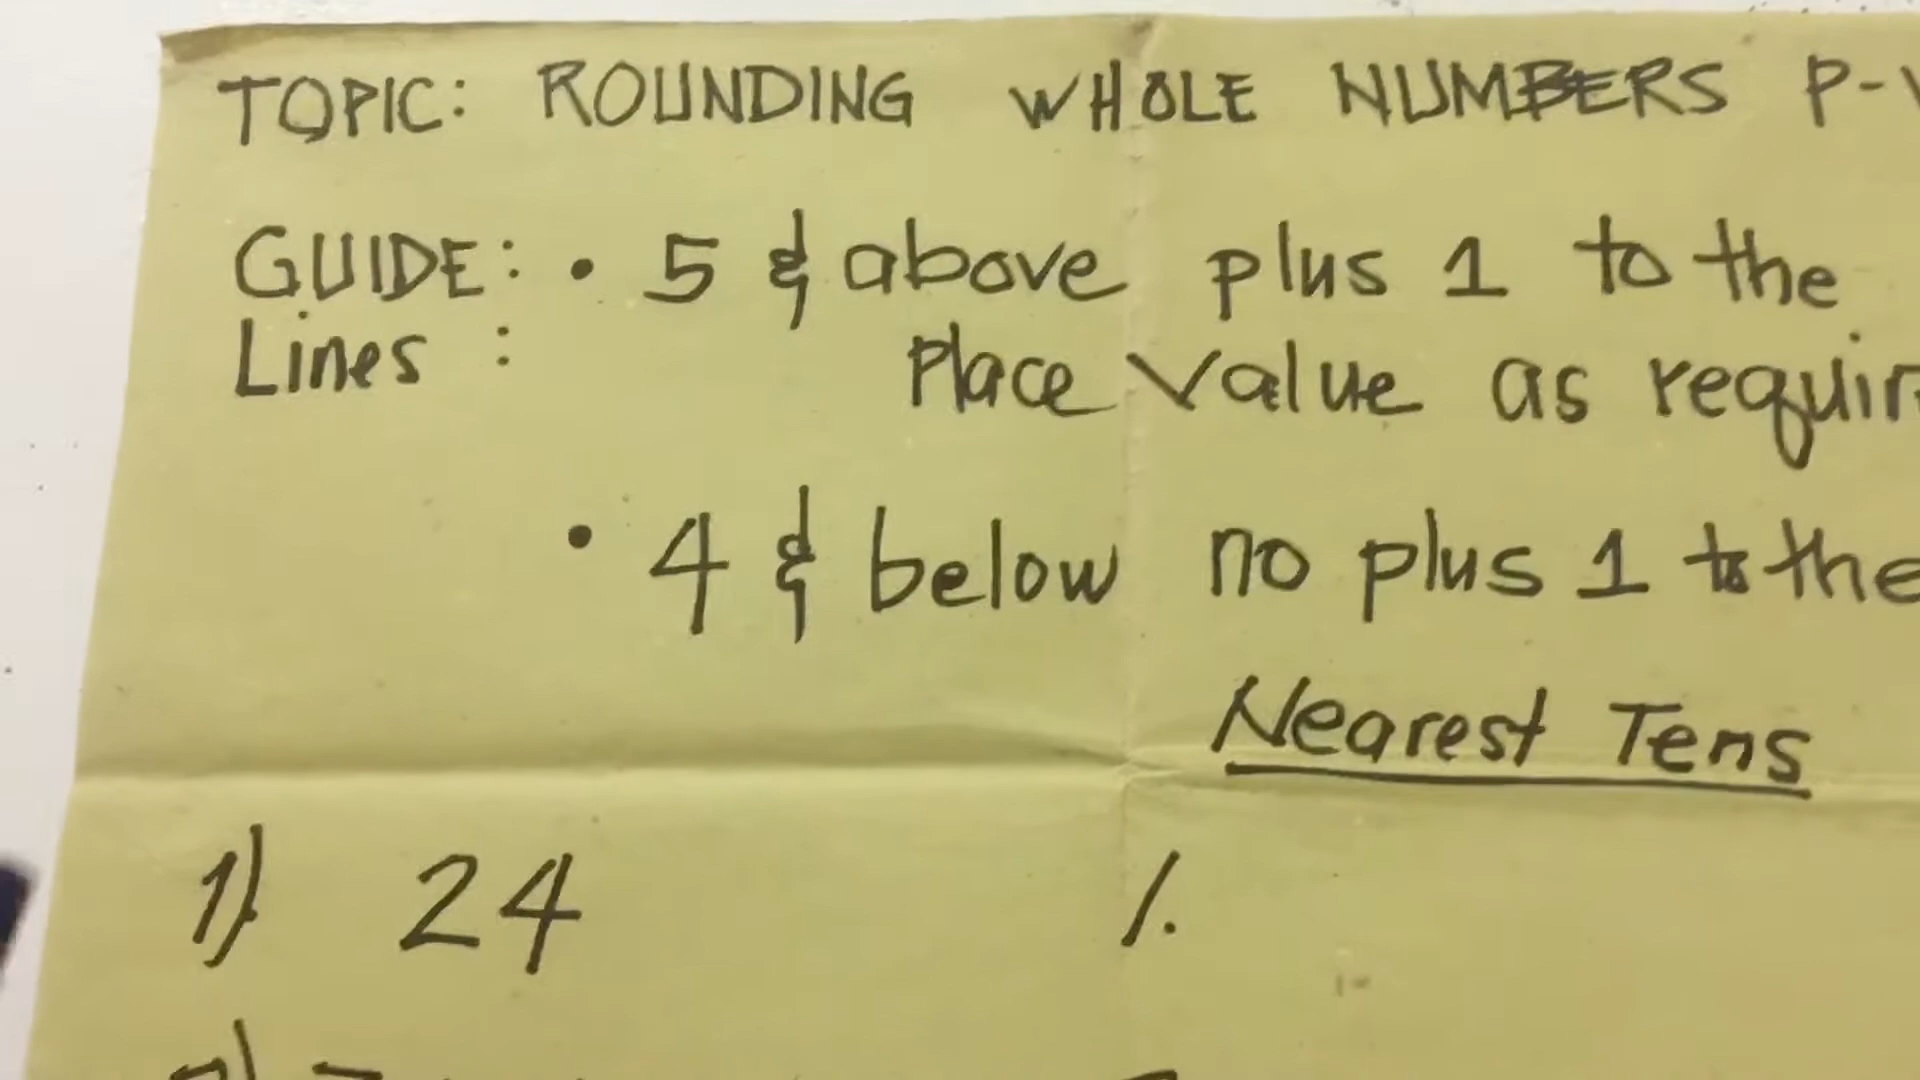 TOPIC: ROUNDING WHOLE NUMBERS P-
GUIDE: • 5 & above plus 1 to the
Lines : Place Value as requir
• 4 & below no plus 1 to the
Nearest Tens
1) 24 1.